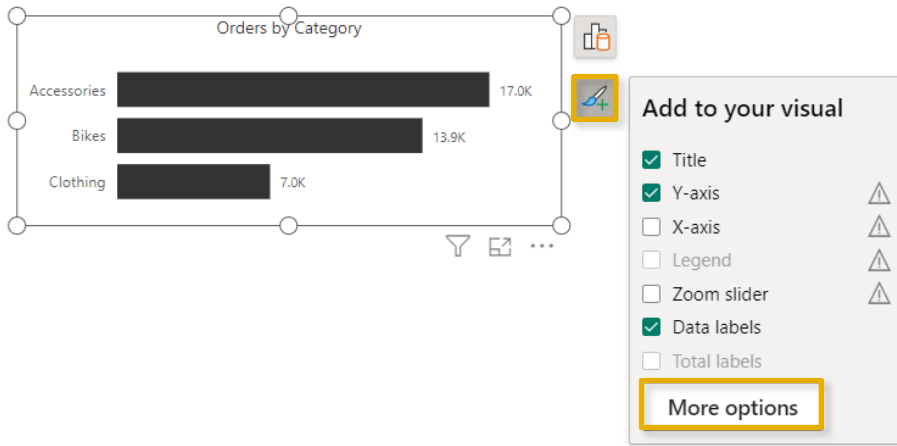 Orders by Category
Accessories 17.0K
Bikes 13.9K
Clothing 7.0K
Add to your visual
Title
Y-axis
X-axis
Legend
Zoom slider
Data labels
Total labels
More options